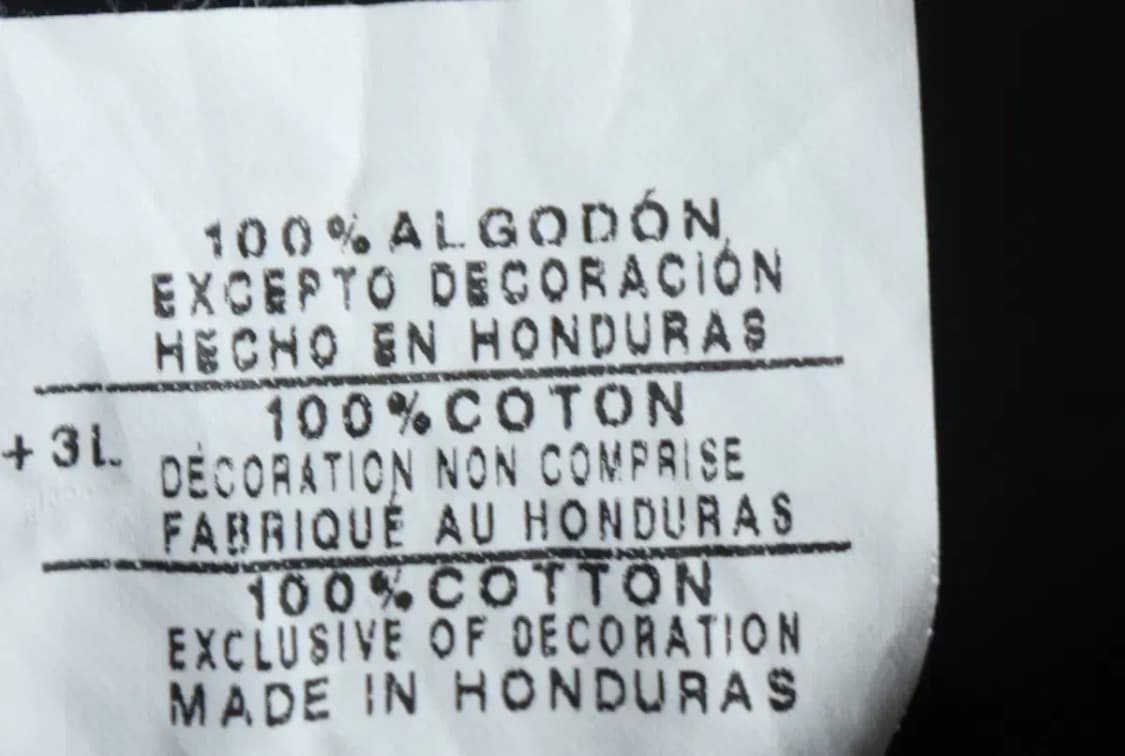 100% ALGODÓN
EXCEPTO DECORACIÓN
HECHO EN HONDURAS
100% COTON
+ 3L
DÉCORATION NON COMPRISE
FABRIQUÉ AU HONDURAS
100% COTTON
EXCLUSIVE OF DECORATION
MADE IN HONDURAS